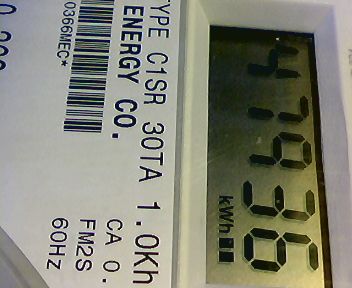 47936
kWh
TYPE C1SR 30TA 1.0Kh
ENERGY CO.
CA 0.
FM2S
60HZ
0366MEC*